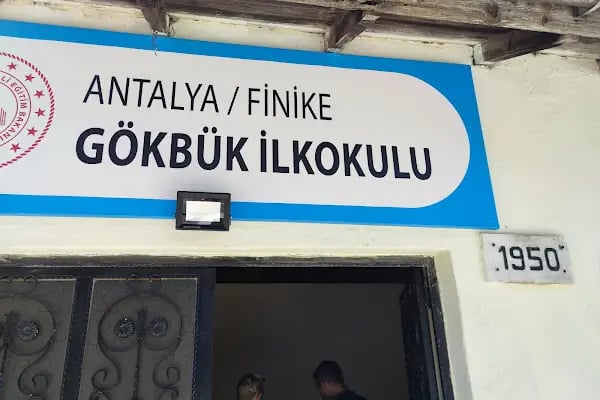 ANTALYA / FİNİKE
GÖKBÜK İLKOKULU
1950